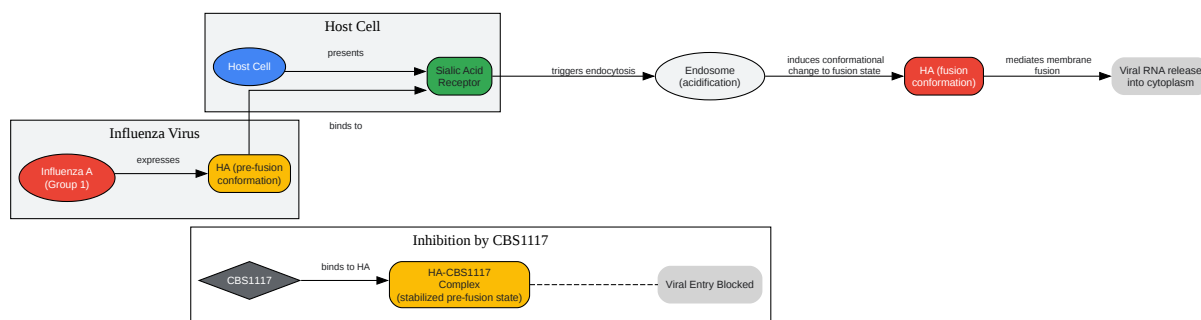 Host Cell
presents
Host Cell
Sialic Acid
Receptor
triggers endocytosis
Endosome
(acidification)
induces conformational
change to fusion state
HA (fusion
conformation)
mediates membrane
fusion
Viral RNA release
into cytoplasm
binds to
Influenza Virus
expresses
Influenza A
(Group 1)
HA (pre-fusion
conformation)
Inhibition by CBS1117
CBS1117
binds to HA
HA-CBS1117
Complex
(stabilized pre-fusion state)
Viral Entry Blocked